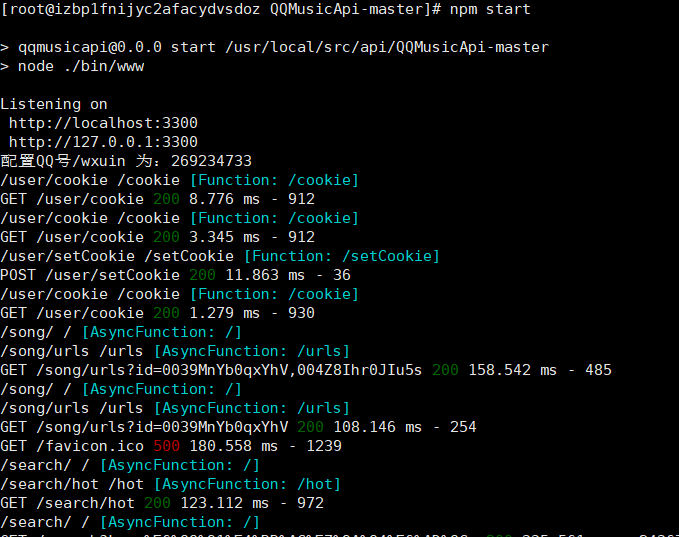 [root@izbp1fnijyc2afacydvsdoz QQMusicApi-master]# npm start
> qqmusicapi@0.0.0 start /usr/local/src/api/QQMusicApi-master
> node ./bin/www
Listening on
http://localhost:3300
http://127.0.0.1:3300
配置QQ号/wxuin 为：269234733
/user/cookie /cookie [Function: /cookie]
GET /user/cookie 200 8.776 ms - 912
/user/cookie /cookie [Function: /cookie]
GET /user/cookie 200 3.345 ms - 912
/user/setCookie /setCookie [Function: /setCookie]
POST /user/setCookie 200 11.863 ms - 36
/user/cookie /cookie [Function: /cookie]
GET /user/cookie 200 1.279 ms - 930
/song/ / [AsyncFunction: /]
/song/urls /urls [AsyncFunction: /urls]
GET /song/urls?id=0039MnYb0qxYhV,004Z8Ihr0JIu5s 200 158.542 ms - 485
/song/ / [AsyncFunction: /]
/song/urls /urls [AsyncFunction: /urls]
GET /song/urls?id=0039MnYb0qxYhV 200 108.146 ms - 254
GET /favicon.ico 500 180.558 ms - 1239
/search/ / [AsyncFunction: /]
/search/hot /hot [AsyncFunction: /hot]
GET /search/hot 200 123.112 ms - 972
/search/ / [AsyncFunction: /]